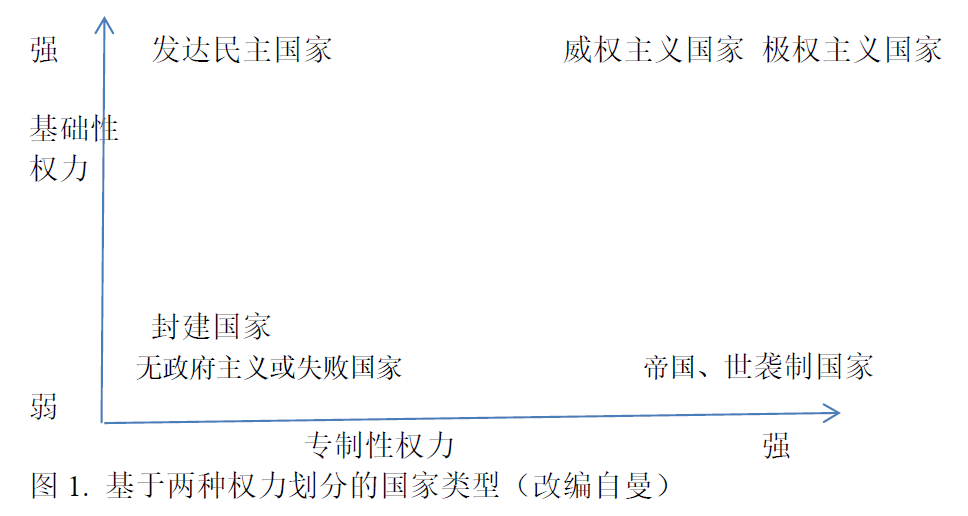 强 发达民主国家 威权主义国家 极权主义国家
基础性
权力
封建国家
无政府主义或失败国家 帝国、世袭制国家
弱
专制性权力 强
图 1. 基于两种权力划分的国家类型（改编自曼）